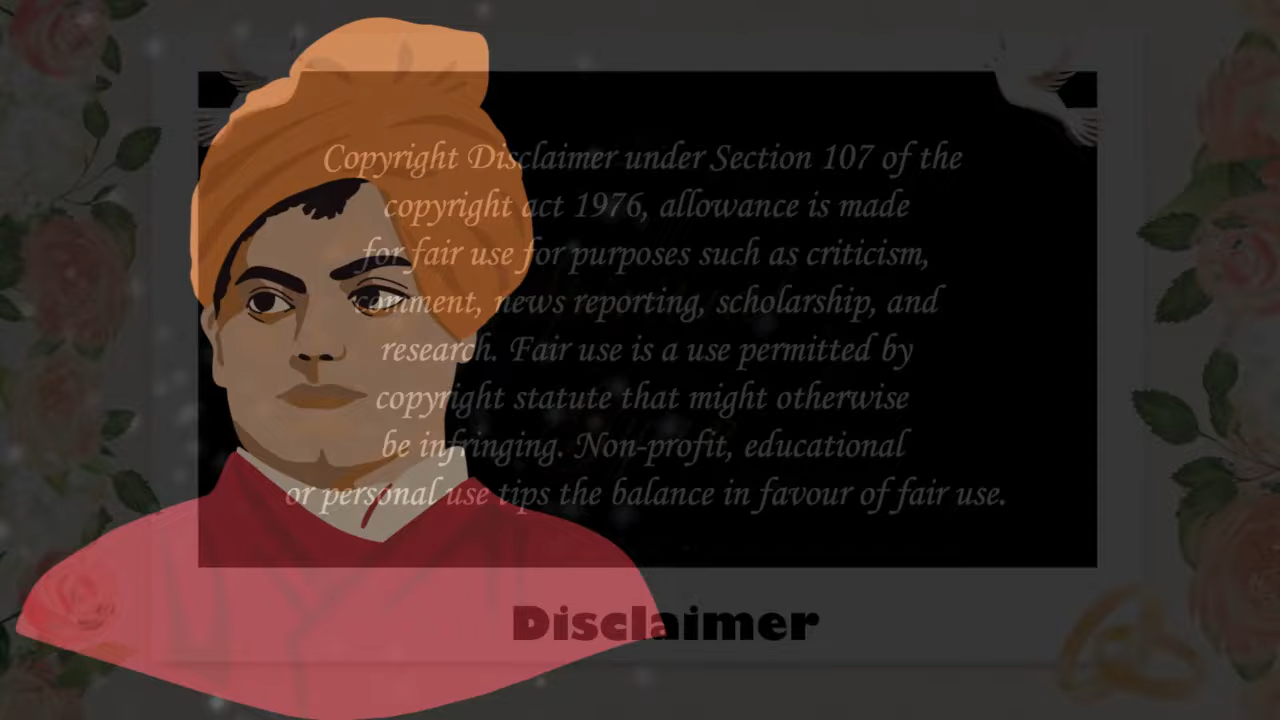 Copyright Disclaimer under Section 107 of the
copyright act 1976, allowance is made
for fair use for purposes such as criticism,
comment, news reporting, scholarship, and
research. Fair use is a use permitted by
copyright statute that might otherwise
be infringing. Non-profit, educational
or personal use tips the balance in favour of fair use.
Disclaimer